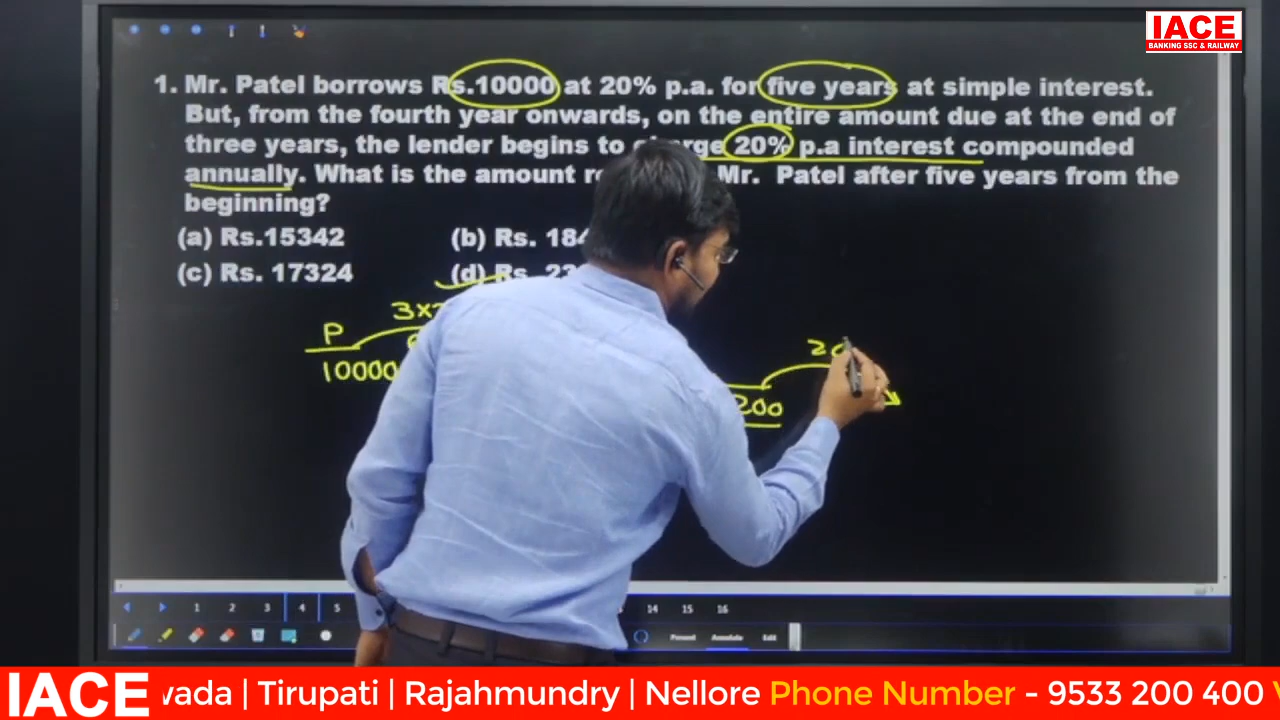 IACE
BANKING SSC & RAILWAY
1. Mr. Patel borrows Rs.10000 at 20% p.a. for five years at simple interest.
But, from the fourth year onwards, on the entire amount due at the end of
three years, the lender begins to 20% p.a interest compounded
annually. What is the amount Mr. Patel after five years from the
beginning?
(a) Rs.15342 (b) Rs.
(c) Rs. 17324 (d) Rs.
3x
P
10000
200
1 2 3 4 5 14 15 16
Present Annotate Edit
IACE vada | Tirupati | Rajahmundry | Nellore Phone Number - 9533 200 400